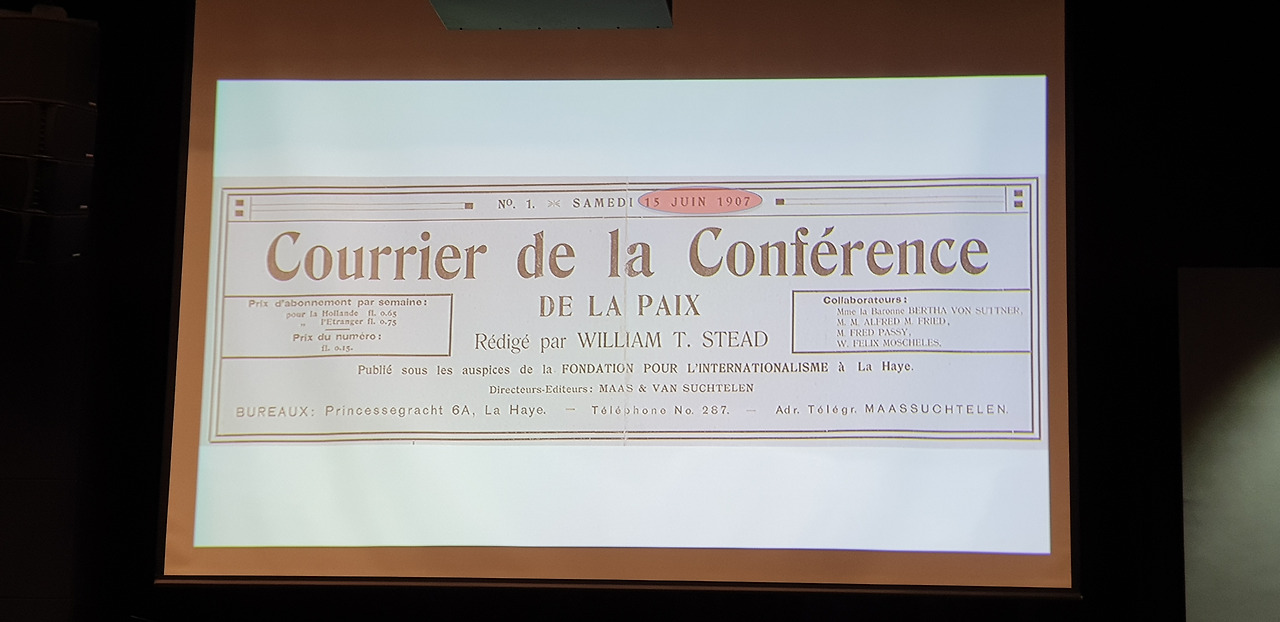 Nº. 1. SAMEDI 15 JUIN 1907
Courrier de la Conférence
DE LA PAIX
Rédigé par WILLIAM T. STEAD
Prix d'abonnement par semaine:
pour la Hollande fl. 0.65
„ l'Etranger fl. 0.75
Prix du numéro:
fl. 0.15.
Collaborateurs:
Mme la Baronne BERTHA VON SUTTNER,
M. M. ALFRED M. FRIED,
M. FRED PASSY,
W. FELIX MOSCHELES.
Publié sous les auspices de la FONDATION POUR L'INTERNATIONALISME à La Haye.
Directeurs-Editeurs: MAAS & VAN SUCHTELEN
BUREAUX: Princessegracht 6A, La Haye. — Téléphone No. 287. — Adr. Télégr. MAASSUCHTELEN.